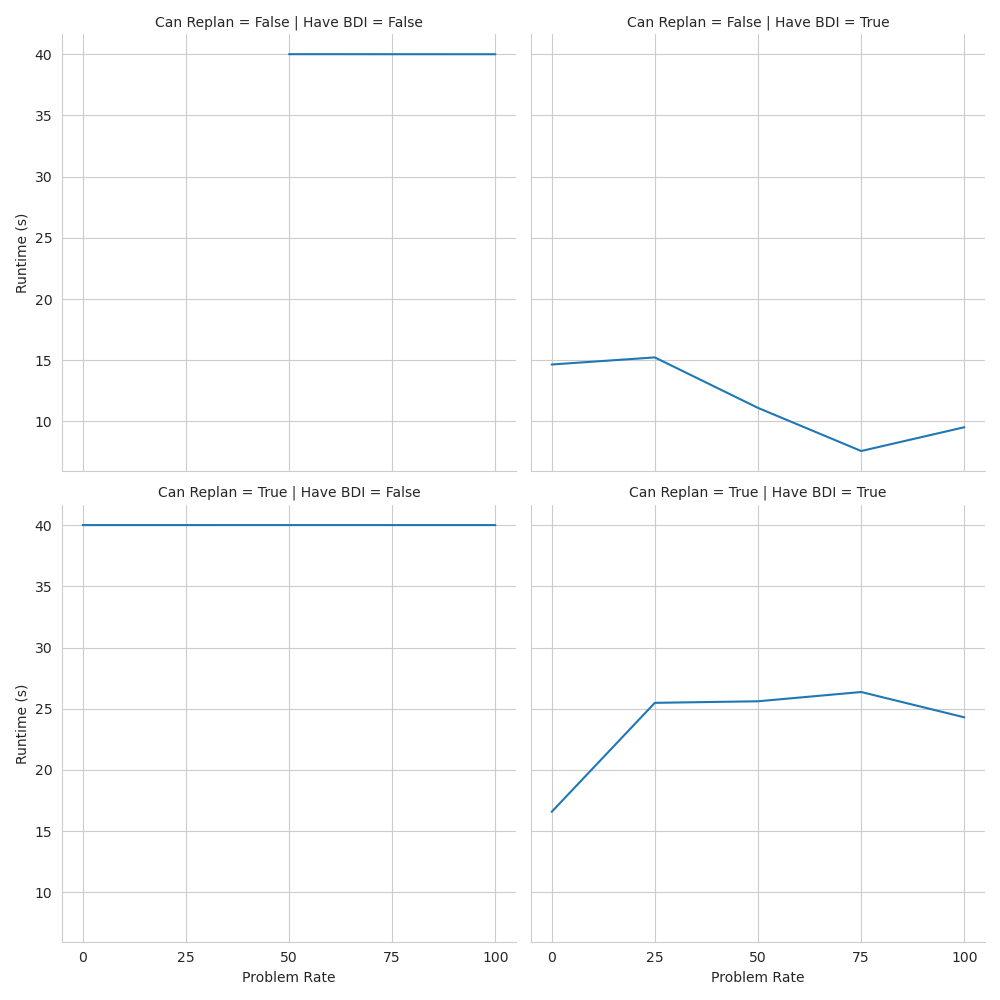 Can Replan = False | Have BDI = False
Can Replan = False | Have BDI = True
40
35
30
25
20
15
10
Runtime (s)
Can Replan = True | Have BDI = False
Can Replan = True | Have BDI = True
40
35
30
25
20
15
10
Runtime (s)
0 25 50 75 100
0 25 50 75 100
Problem Rate
Problem Rate